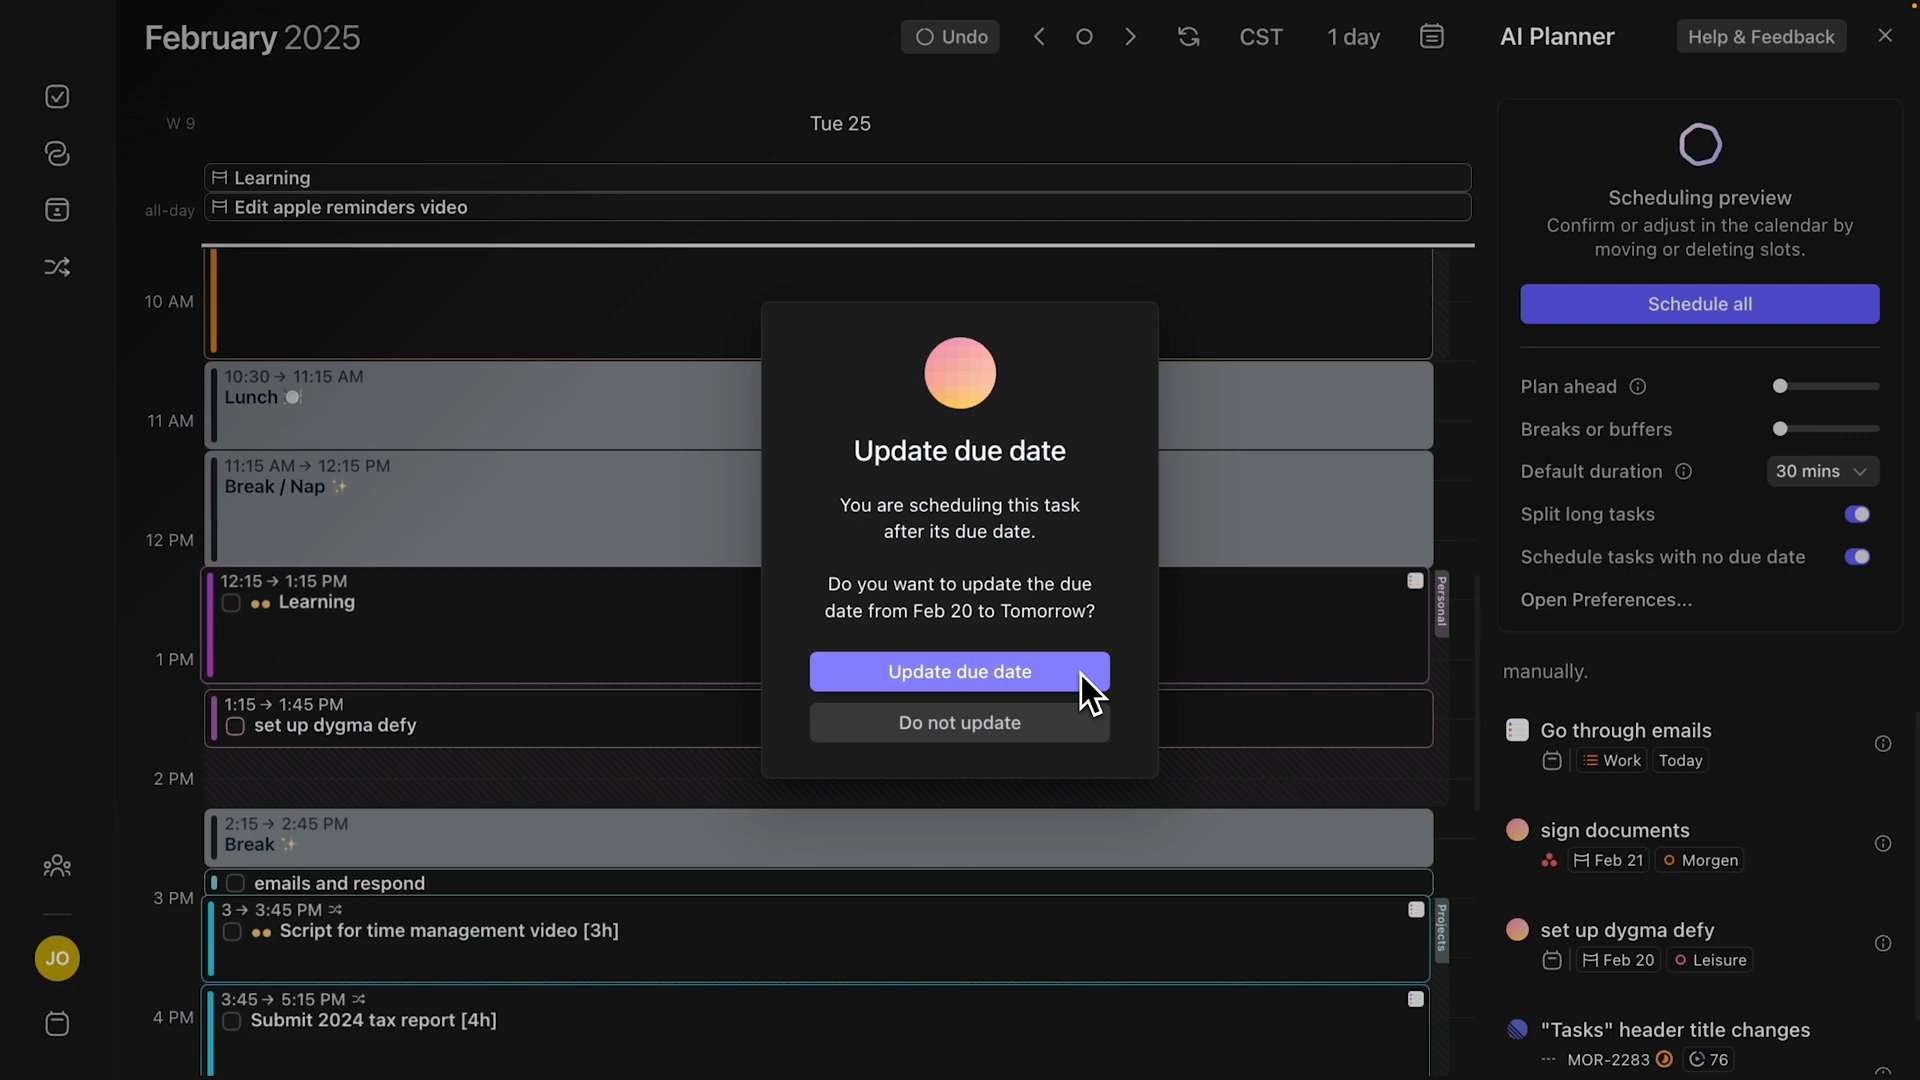 February 2025
Undo
CST
1 day
AI Planner
Help & Feedback
W 9
Tue 25
all-day
Learning
Edit apple reminders video
10 AM
10:30 → 11:15 AM
Lunch 🍽️
11 AM
11:15 AM → 12:15 PM
Break / Nap ✨
12 PM
12:15 → 1:15 PM
Learning
Personal
1 PM
1:15 → 1:45 PM
set up dygma defy
2 PM
2:15 → 2:45 PM
Break ✨
emails and respond
3 PM
3 → 3:45 PM
Script for time management video [3h]
Projects
3:45 → 5:15 PM
Submit 2024 tax report [4h]
4 PM
Update due date
You are scheduling this task
after its due date.
Do you want to update the due
date from Feb 20 to Tomorrow?
Update due date
Do not update
Scheduling preview
Confirm or adjust in the calendar by
moving or deleting slots.
Schedule all
Plan ahead
Breaks or buffers
Default duration
30 mins
Split long tasks
Schedule tasks with no due date
Open Preferences...
manually.
Go through emails
Work
Today
sign documents
Feb 21
Morgen
set up dygma defy
Feb 20
Leisure
"Tasks" header title changes
MOR-2283
76
JO